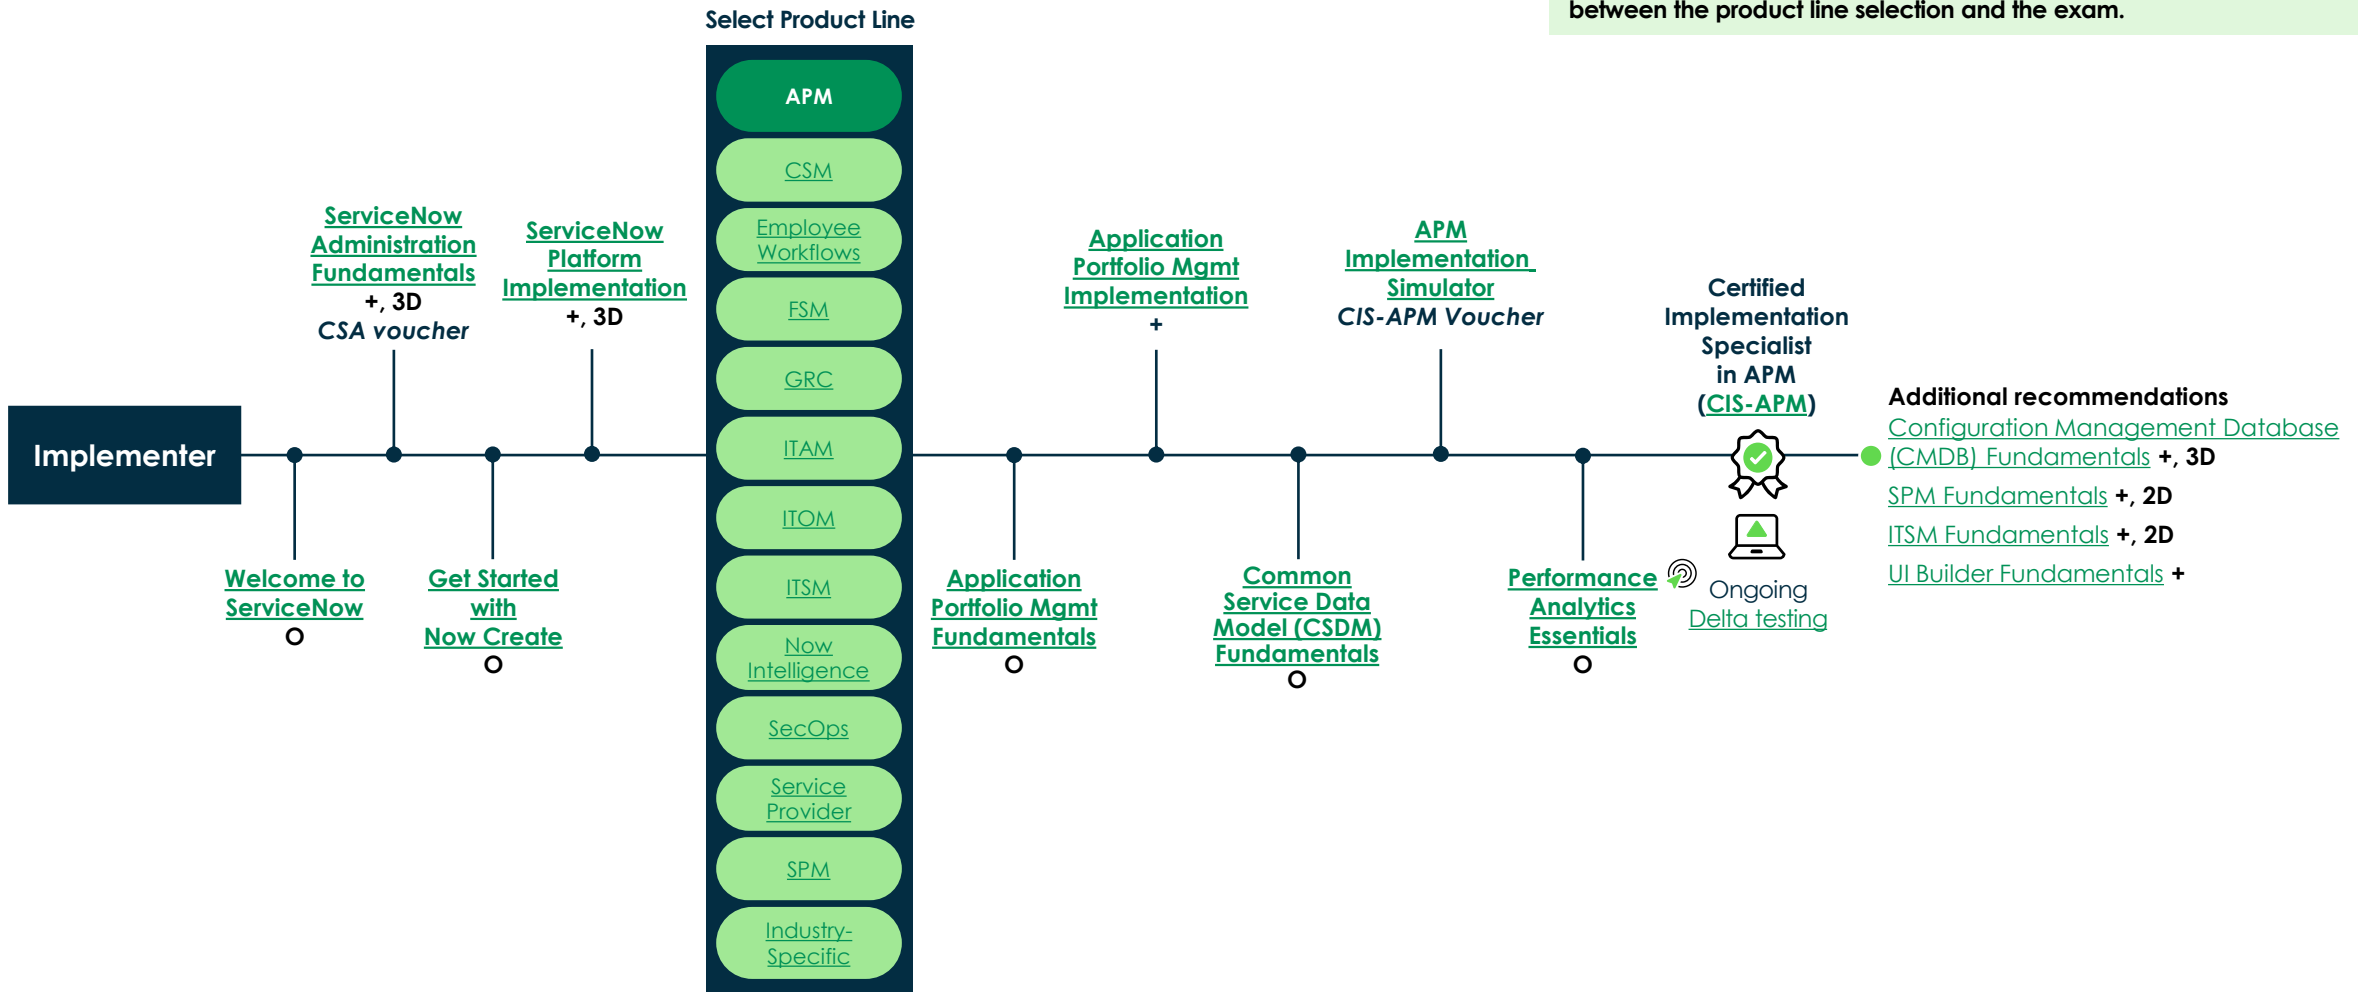 between the product line selection and the exam.
Select Product Line
APM
CSM
Employee
Workflows
FSM
GRC
ITAM
ITOM
ITSM
Now
Intelligence
SecOps
Service
Provider
SPM
Industry-
Specific
Implementer
Welcome to
ServiceNow
O
ServiceNow
Administration
Fundamentals
+, 3D
CSA voucher
Get Started
with
Now Create
O
ServiceNow
Platform
Implementation
+, 3D
Application
Portfolio Mgmt
Fundamentals
O
Application
Portfolio Mgmt
Implementation
+
Common
Service Data
Model (CSDM)
Fundamentals
O
APM
Implementation
Simulator
CIS-APM Voucher
Performance
Analytics
Essentials
O
Certified
Implementation
Specialist
in APM
(CIS-APM)
Ongoing
Delta testing
Additional recommendations
Configuration Management Database
(CMDB) Fundamentals +, 3D
SPM Fundamentals +, 2D
ITSM Fundamentals +, 2D
UI Builder Fundamentals +